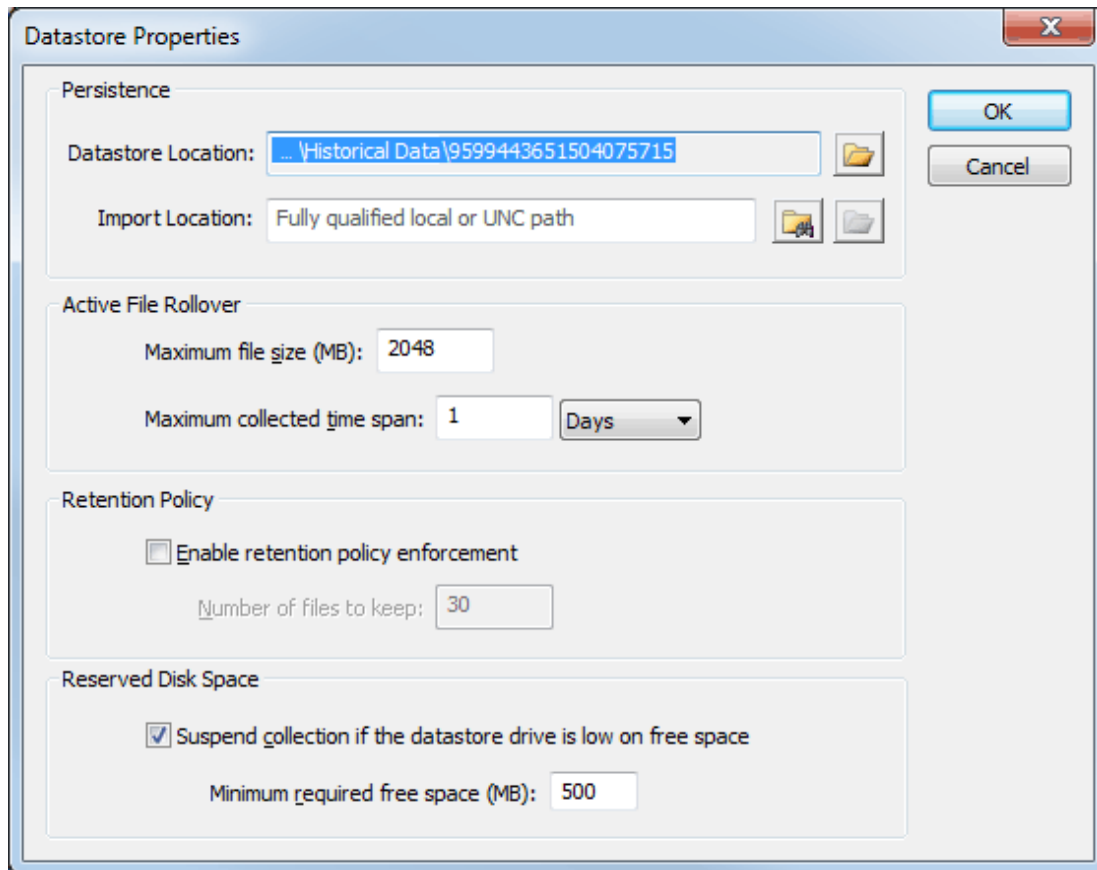 Datastore Properties
Persistence
OK
Datastore Location: ... \Historical Data\9599443651504075715
Cancel
Import Location: Fully qualified local or UNC path
Active File Rollover
Maximum file size (MB): 2048
Maximum collected time span: 1 Days
Retention Policy
Enable retention policy enforcement
Number of files to keep: 30
Reserved Disk Space
Suspend collection if the datastore drive is low on free space
Minimum required free space (MB): 500